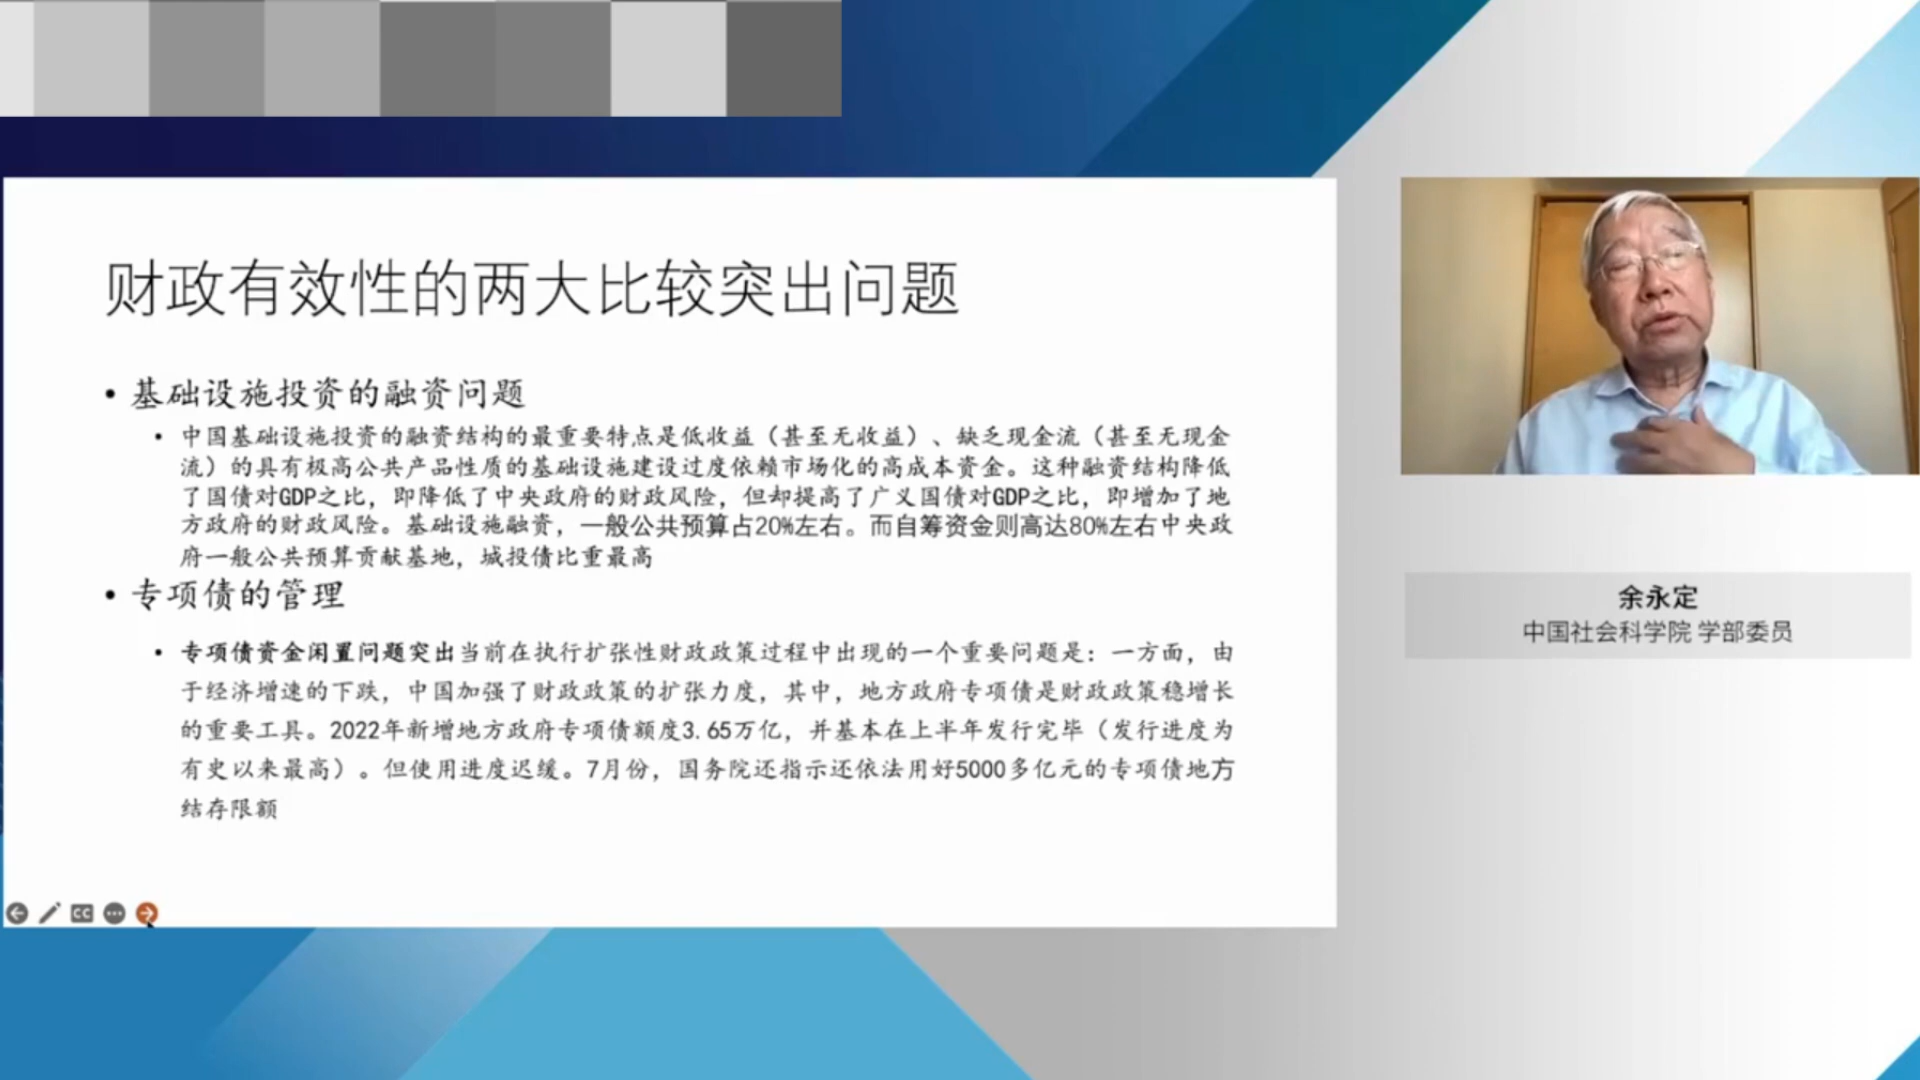 财政有效性的两大比较突出问题
• 基础设施投资的融资问题
• 中国基础设施投资的融资结构的最重要特点是低收益（甚至无收益）、缺乏现金流（甚至无现金
流）的具有极高公共产品性质的基础设施建设过度依赖市场化的高成本资金。这种融资结构降低
了国债对GDP之比，即降低了中央政府的财政风险，但却提高了广义国债对GDP之比，即增加了地
方政府的财政风险。基础设施融资，一般公共预算占20%左右。而自筹资金则高达80%左右中央政
府一般公共预算贡献基地，城投债比重最高
• 专项债的管理
• 专项债资金闲置问题突出当前在执行扩张性财政政策过程中出现的一个重要问题是：一方面，由
于经济增速的下跌，中国加强了财政政策的扩张力度，其中，地方政府专项债是财政政策稳增长
的重要工具。2022年新增地方政府专项债额度3.65万亿，并基本在上半年发行完毕（发行进度为
有史以来最高）。但使用进度迟缓。7月份，国务院还指示还依法用好5000多亿元的专项债地方
结存限额
CC
余永定
中国社会科学院 学部委员